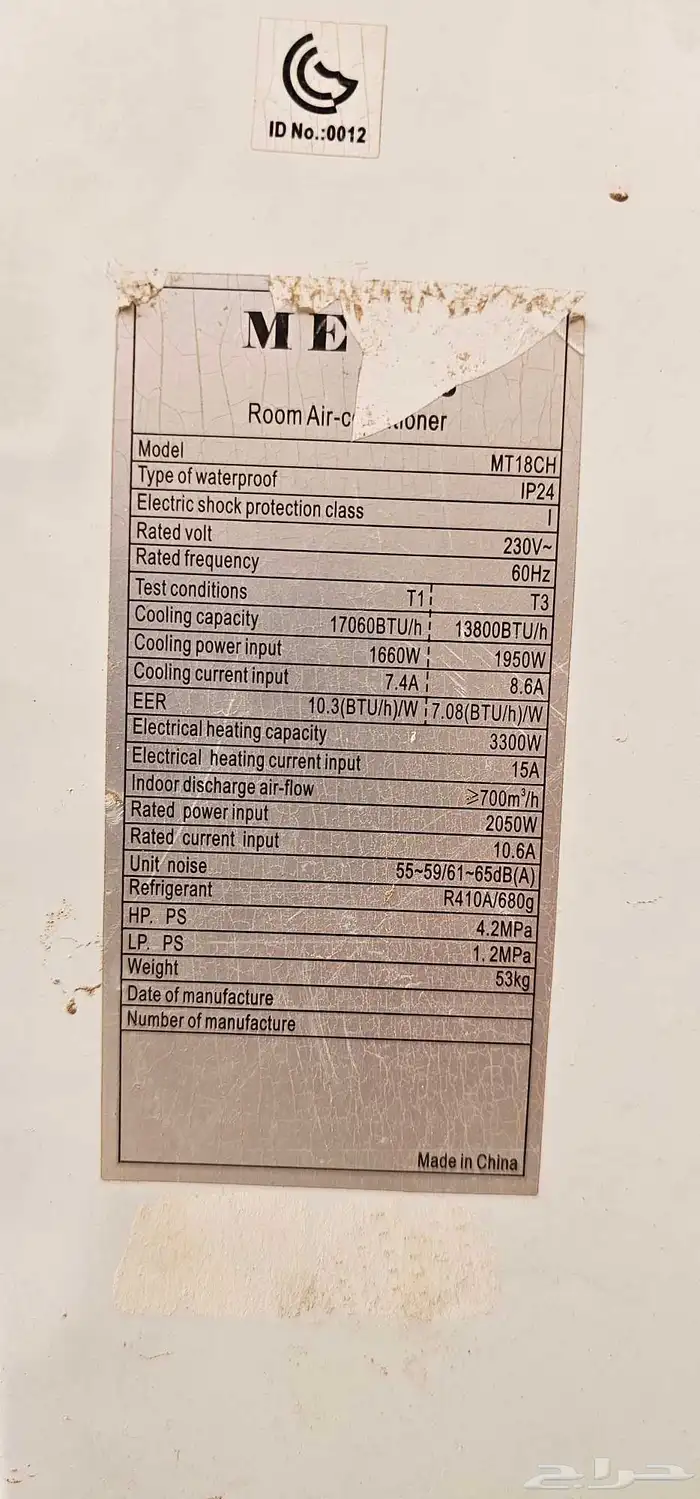 ID No.:0012
ME
Room Air-c tioner
Model MT18CH
Type of waterproof IP24
Electric shock protection class I
Rated volt 230V~
Rated frequency 60Hz
Test conditions T1 T3
Cooling capacity 17060BTU/h 13800BTU/h
Cooling power input 1660W 1950W
Cooling current input 7.4A 8.6A
EER 10.3(BTU/h)/W 7.08(BTU/h)/W
Electrical heating capacity 3300W
Electrical heating current input 15A
Indoor discharge air-flow ≥700m³/h
Rated power input 2050W
Rated current input 10.6A
Unit noise 55~59/61~65dB(A)
Refrigerant R410A/680g
HP. PS 4.2MPa
LP. PS 1.2MPa
Weight 53kg
Date of manufacture
Number of manufacture
Made in China
حراج